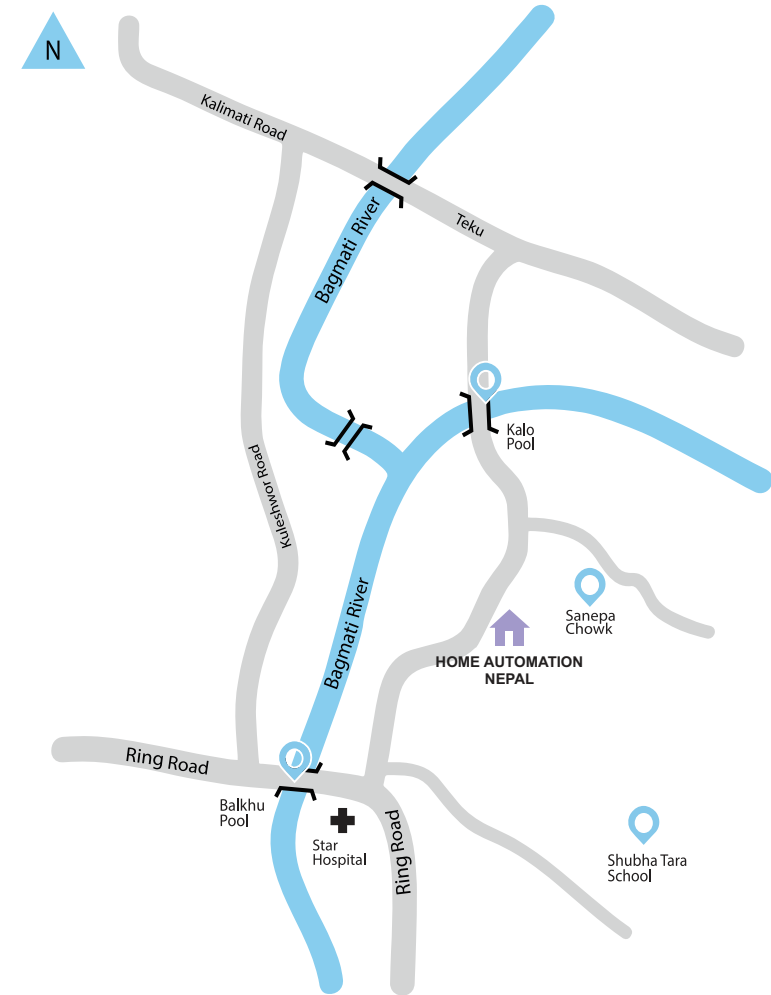 N
Kalimati Road
Bagmati River
Teku
Kalo
Pool
Kuleshwor Road
Bagmati River
Sanepa
Chowk
HOME AUTOMATION
NEPAL
Ring Road
Balkhu
Pool
Star
Hospital
Ring Road
Shubha Tara
School